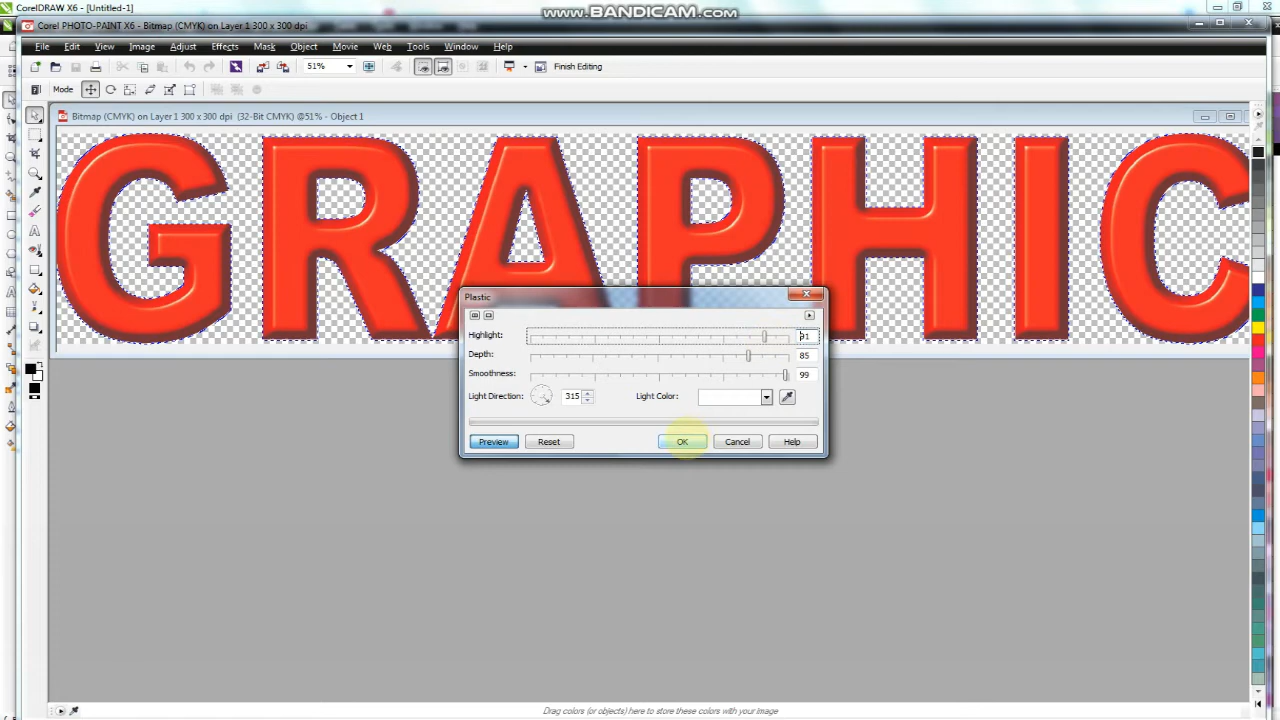 CorelDRAW X6 - [Untitled-1]
www.BANDICAM.com
Corel PHOTO-PAINT X6 - Bitmap (CMYK) on Layer 1 300 x 300 dpi
File Edit View Image Adjust Effects Mask Object Movie Web Tools Window Help
51% Finish Editing
Mode
Bitmap (CMYK) on Layer 1 300 x 300 dpi (32-Bit CMYK) @51% - Object 1
GRAPHIC
Plastic
Highlight: 91
Depth: 85
Smoothness: 99
Light Direction: 315 Light Color:
Preview Reset OK Cancel Help
Drag colors (or objects) here to store these colors with your image